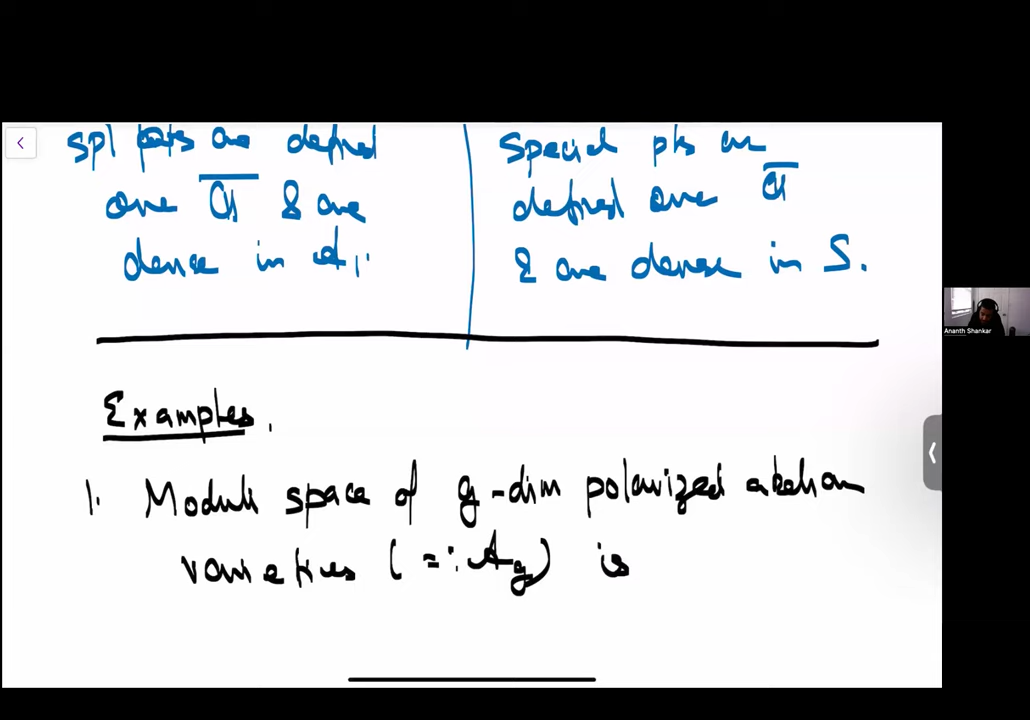 spl pts are defined
over Q̅ & are
dense in A₁.
special pts are
defined over Q̅
& are dense in S.
Examples.
1. Moduli space of g-dim polarized abelian
varieties (=: A_g) is
Ananth Shankar